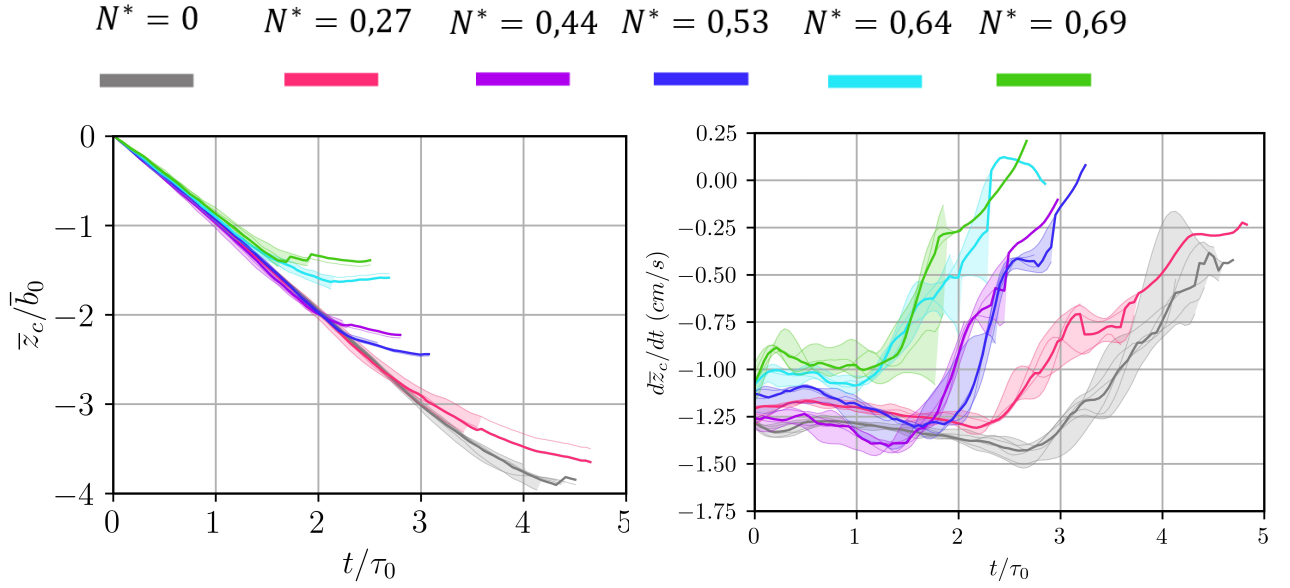 N* = 0 N* = 0,27 N* = 0,44 N* = 0,53 N* = 0,64 N* = 0,69
0
−1
−2
−3
−4
z̄c/b̄0
0 1 2 3 4 5
t/τ0
0.25
0.00
−0.25
−0.50
−0.75
−1.00
−1.25
−1.50
−1.75
dz̄c/dt (cm/s)
0 1 2 3 4 5
t/τ0